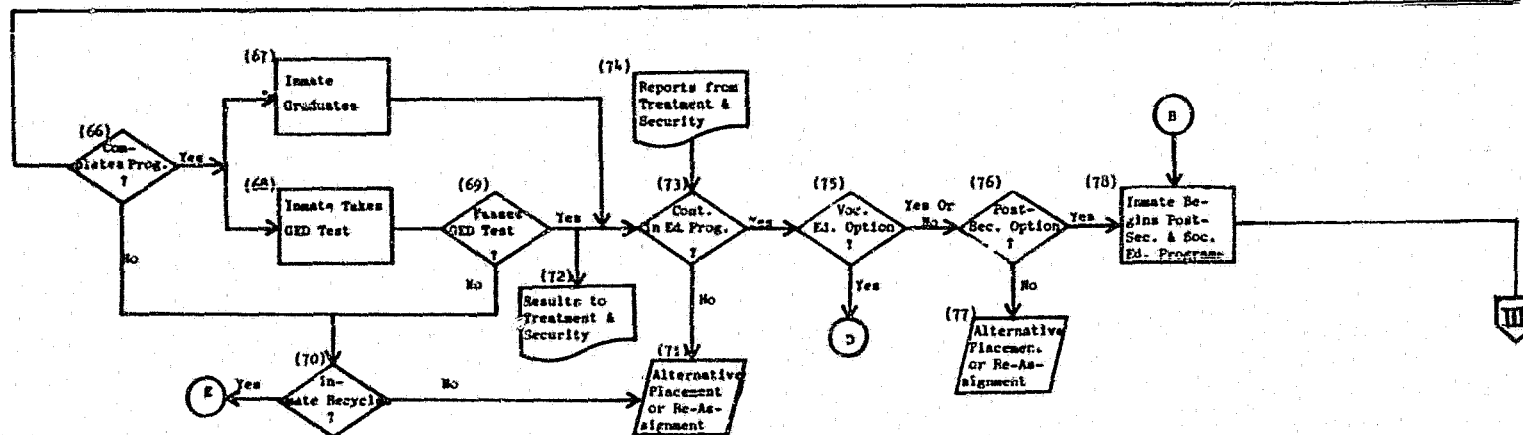 (66)
Com-
pletes Prog.
?
Yes
No
(67)
Inmate
Graduates
(68)
Inmate Takes
GED Test
(69)
Passes
GED Test
?
Yes
No
(70)
In-
mate Recycle
?
Yes
No
E
(71)
Alternative
Placement
or Re-As-
signment
(72)
Results to
Treatment &
Security
(74)
Reports from
Treatment &
Security
(73)
Cont.
in Ed. Prog.
?
Yes
No
(75)
Voc.
Ed. Option
?
Yes Or
No
Yes
(76)
Post-
Sec. Option
?
Yes
No
(77)
Alternative
Placement
or Re-As-
signment
B
(78)
Inmate Be-
gins Post-
Sec. & Soc.
Ed. Programs
III